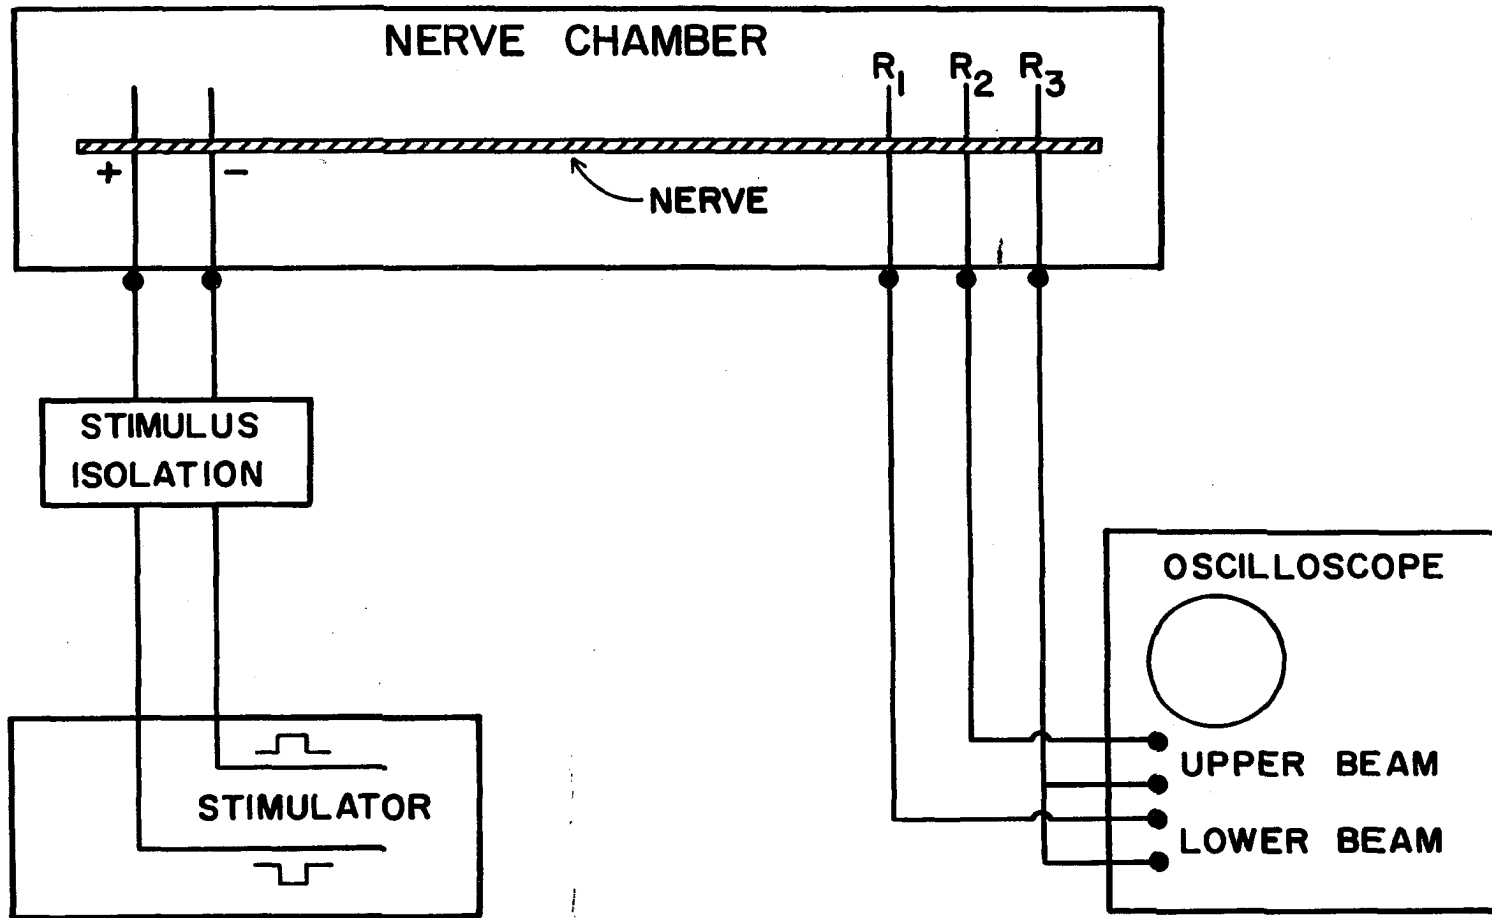 NERVE CHAMBER
R1 R2 R3
+ -
NERVE
STIMULUS
ISOLATION
OSCILLOSCOPE
UPPER BEAM
STIMULATOR
LOWER BEAM